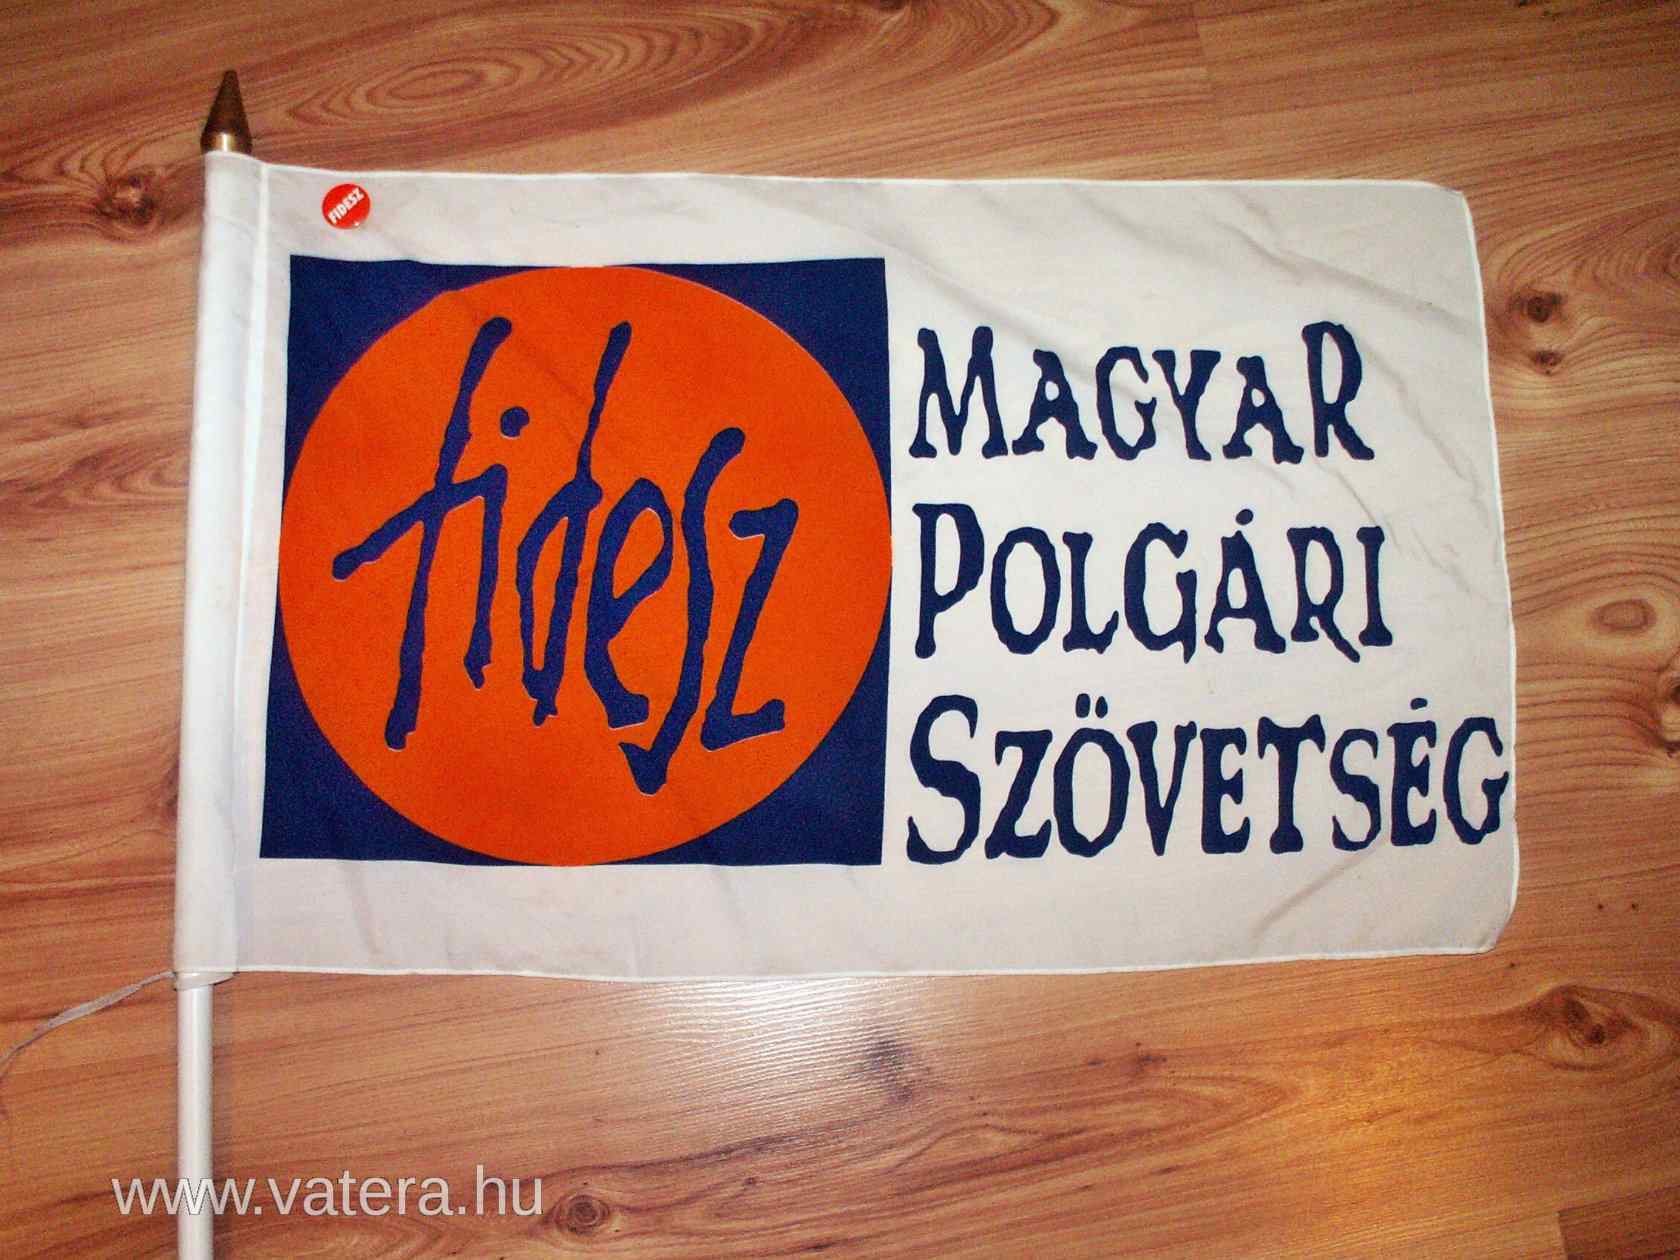 FIDESZ
fidesz
MAGYAR
POLGÁRI
SZÖVETSÉG
www.vatera.hu